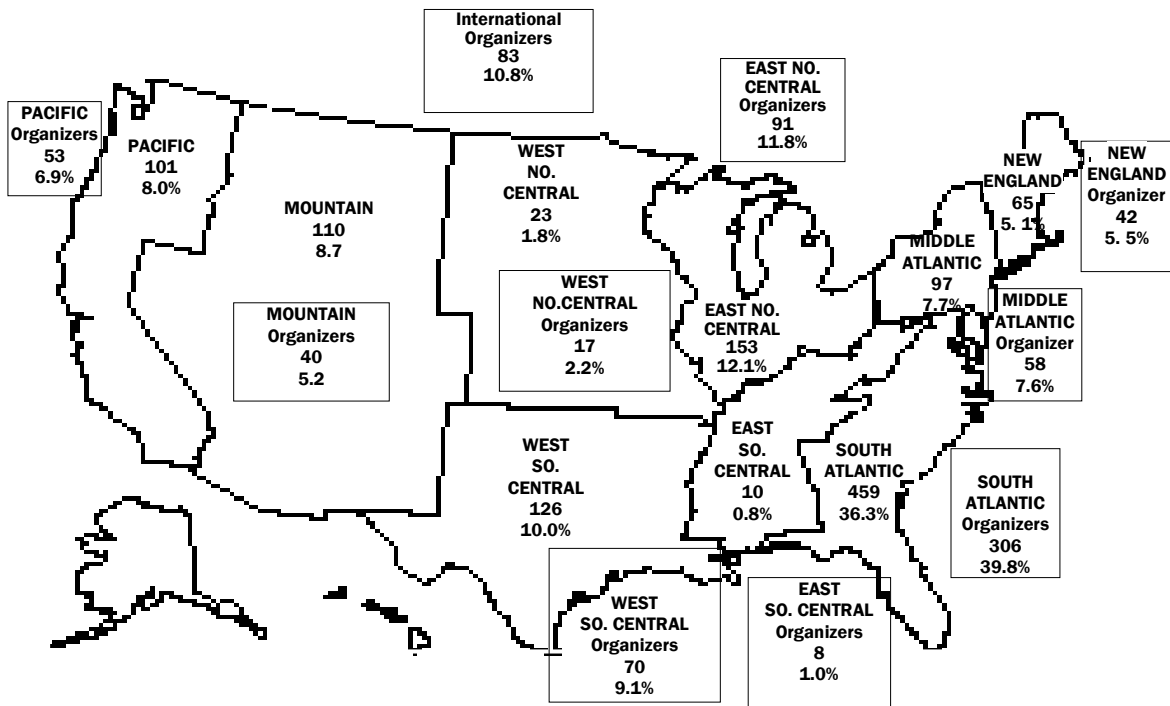 International
Organizers
83
10.8%
EAST NO.
CENTRAL
Organizers
91
11.8%
PACIFIC
Organizers
53
6.9%
PACIFIC
101
8.0%
WEST
NO.
CENTRAL
23
1.8%
NEW
ENGLAND
65
5. 1%
NEW
ENGLAND
Organizer
42
5. 5%
MOUNTAIN
110
8.7
MIDDLE
ATLANTIC
97
7.7%
MOUNTAIN
Organizers
40
5.2
WEST
NO.CENTRAL
Organizers
17
2.2%
EAST NO.
CENTRAL
153
12.1%
MIDDLE
ATLANTIC
Organizer
58
7.6%
WEST
SO.
CENTRAL
126
10.0%
EAST
SO.
CENTRAL
10
0.8%
SOUTH
ATLANTIC
459
36.3%
SOUTH
ATLANTIC
Organizers
306
39.8%
WEST
SO. CENTRAL
Organizers
70
9.1%
EAST
SO. CENTRAL
Organizers
8
1.0%